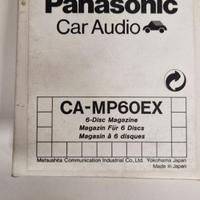 Panasonic
Car Audio
CA-MP60EX
6-Disc Magazine
Magazin Für 6 Discs
Magasin à 6 disques
Matsushita Communication Industrial Co., Ltd. Yokohama Japan
Made in Japan